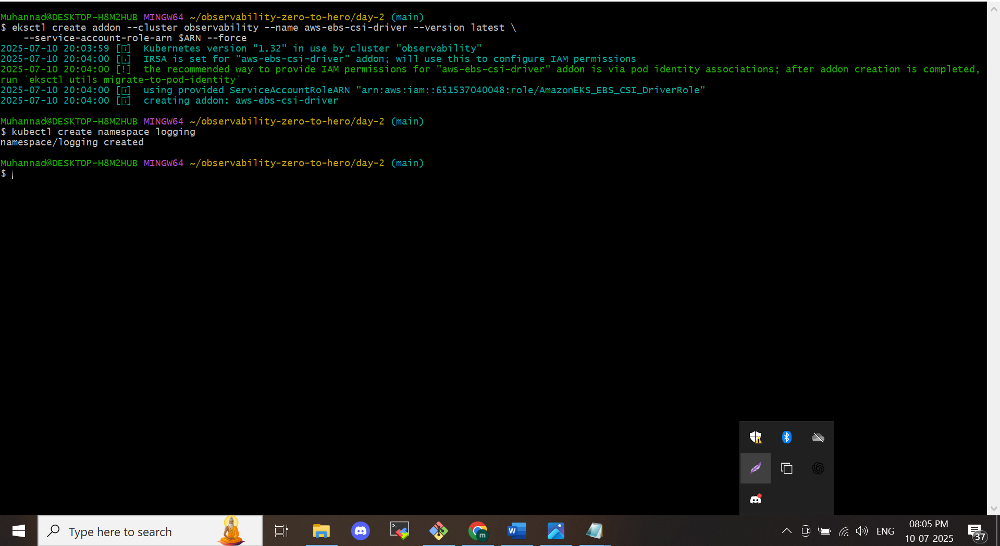 Muhannad@DESKTOP-H8M2HUB MINGW64 ~/observability-zero-to-hero/day-2 (main)
$ eksctl create addon --cluster observability --name aws-ebs-csi-driver --version latest \
    --service-account-role-arn $ARN --force
2025-07-10 20:03:59 [i]  Kubernetes version "1.32" in use by cluster "observability"
2025-07-10 20:04:00 [i]  IRSA is set for "aws-ebs-csi-driver" addon; will use this to configure IAM permissions
2025-07-10 20:04:00 [!]  the recommended way to provide IAM permissions for "aws-ebs-csi-driver" addon is via pod identity associations; after addon creation is completed,
run `eksctl utils migrate-to-pod-identity`
2025-07-10 20:04:00 [i]  using provided ServiceAccountRoleARN "arn:aws:iam::651537040048:role/AmazonEKS_EBS_CSI_DriverRole"
2025-07-10 20:04:00 [i]  creating addon: aws-ebs-csi-driver
Muhannad@DESKTOP-H8M2HUB MINGW64 ~/observability-zero-to-hero/day-2 (main)
$ kubectl create namespace logging
namespace/logging created
Muhannad@DESKTOP-H8M2HUB MINGW64 ~/observability-zero-to-hero/day-2 (main)
$
Type here to search
m
W
ENG
08:05 PM
10-07-2025
37